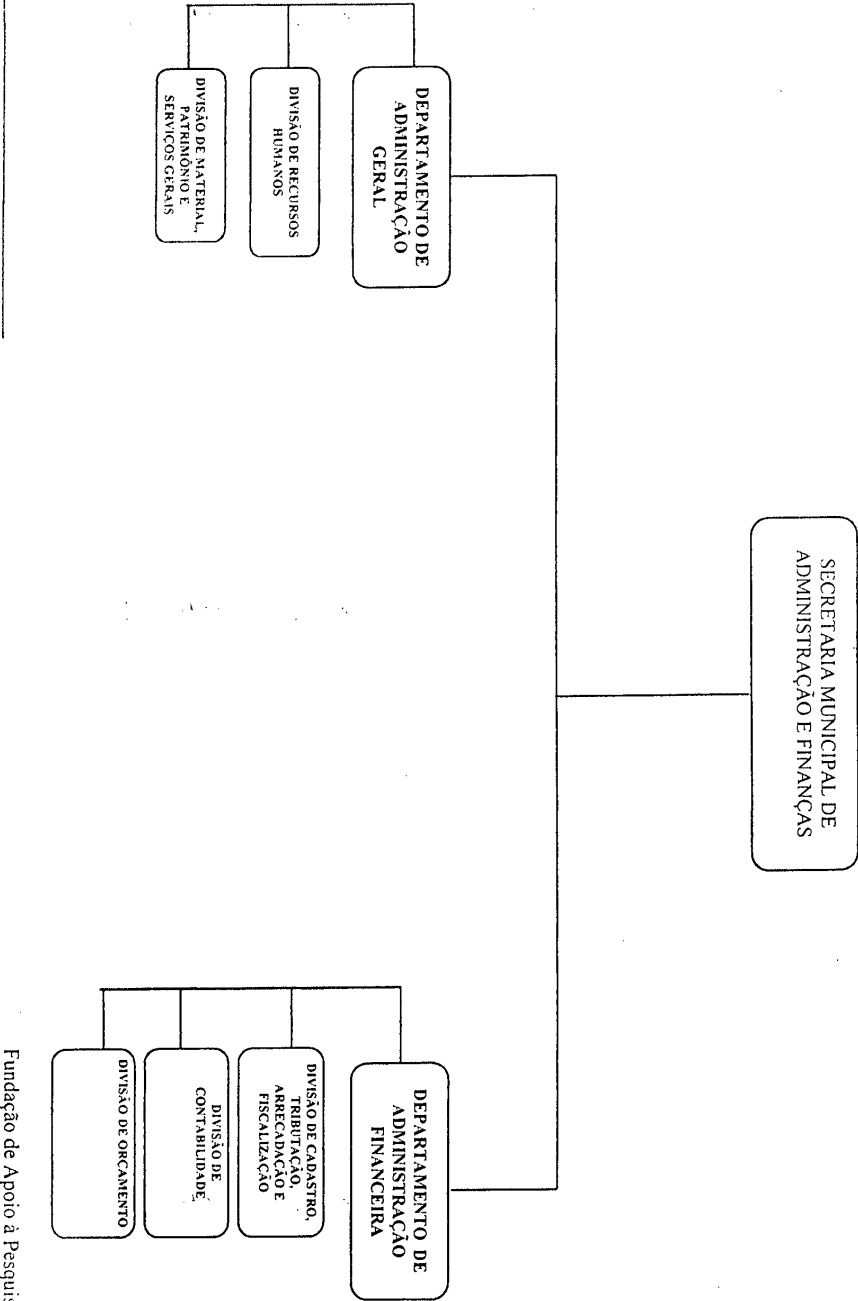 SECRETARIA MUNICIPAL DE
ADMINISTRAÇÃO E FINANÇAS
DEPARTAMENTO DE
ADMINISTRAÇÃO
GERAL
DIVISÃO DE RECURSOS
HUMANOS
DIVISÃO DE MATERIAL,
PATRIMÔNIO E
SERVIÇOS GERAIS
DEPARTAMENTO DE
ADMINISTRAÇÃO
FINANCEIRA
DIVISÃO DE CADASTRO,
TRIBUTAÇÃO,
ARRECADAÇÃO E
FISCALIZAÇÃO
DIVISÃO DE
CONTABILIDADE
DIVISÃO DE ORÇAMENTO
Fundação de Apoio à Pesquis